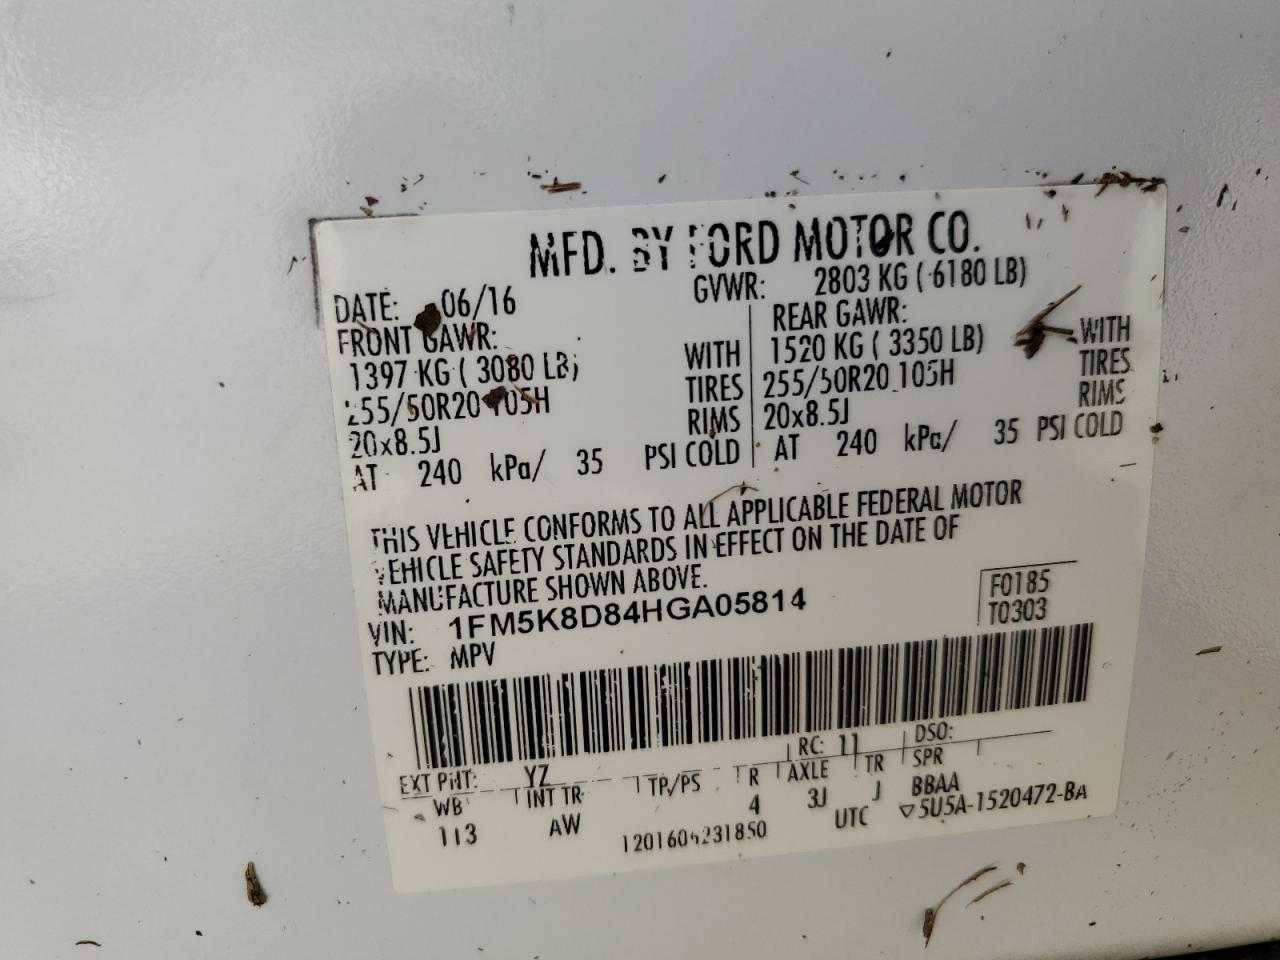 MFD. BY FORD MOTOR CO.
DATE: 06/16
GVWR: 2803 KG ( 6180 LB)
FRONT GAWR:
1397 KG ( 3080 LB)
WITH
255/50R20 105H
TIRES
20x8.5J
RIMS
AT 240 kPa/ 35 PSI COLD
REAR GAWR:
1520 KG ( 3350 LB)
WITH
255/50R20 105H
TIRES
20x8.5J
RIMS
AT 240 kPa/ 35 PSI COLD
THIS VEHICLE CONFORMS TO ALL APPLICABLE FEDERAL MOTOR
VEHICLE SAFETY STANDARDS IN EFFECT ON THE DATE OF
MANUFACTURE SHOWN ABOVE.
VIN: 1FM5K8D84HGA05814
TYPE: MPV
F0185
T0303
EXT PNT: YZ
RC: 11
DSO:
WB
INT TR
TP/PS
R
AXLE
TR
SPR
113
AW
4
3J
J
BBAA
UTC
▽5U5A-1520472-BA